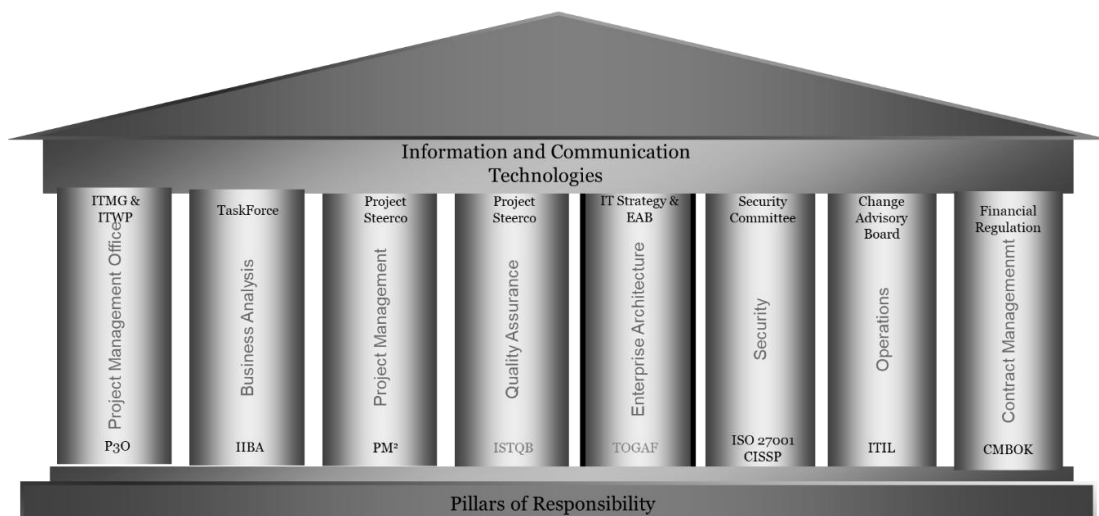 Information and Communication
Technologies
ITMG &
ITWP
Project Management Office
P3O
TaskForce
Business Analysis
IIBA
Project
Steerco
Project Management
PM²
Project
Steerco
Quality Assurance
ISTQB
IT Strategy &
EAB
Enterprise Architecture
TOGAF
Security
Committee
Security
ISO 27001
CISSP
Change
Advisory
Board
Operations
ITIL
Financial
Regulation
Contract Managemenmt
CMBOK
Pillars of Responsibility